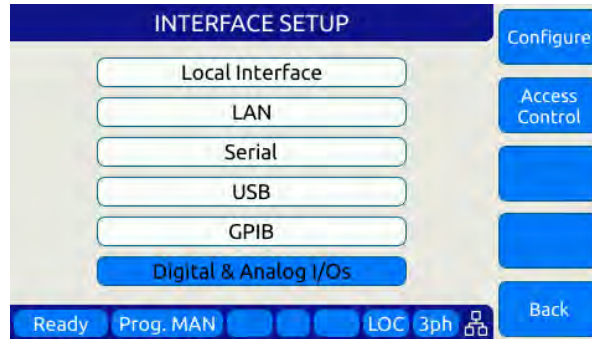 INTERFACE SETUP
Configure
Local Interface
LAN
Access
Control
Serial
USB
GPIB
Digital & Analog I/Os
Back
Ready Prog. MAN LOC 3ph